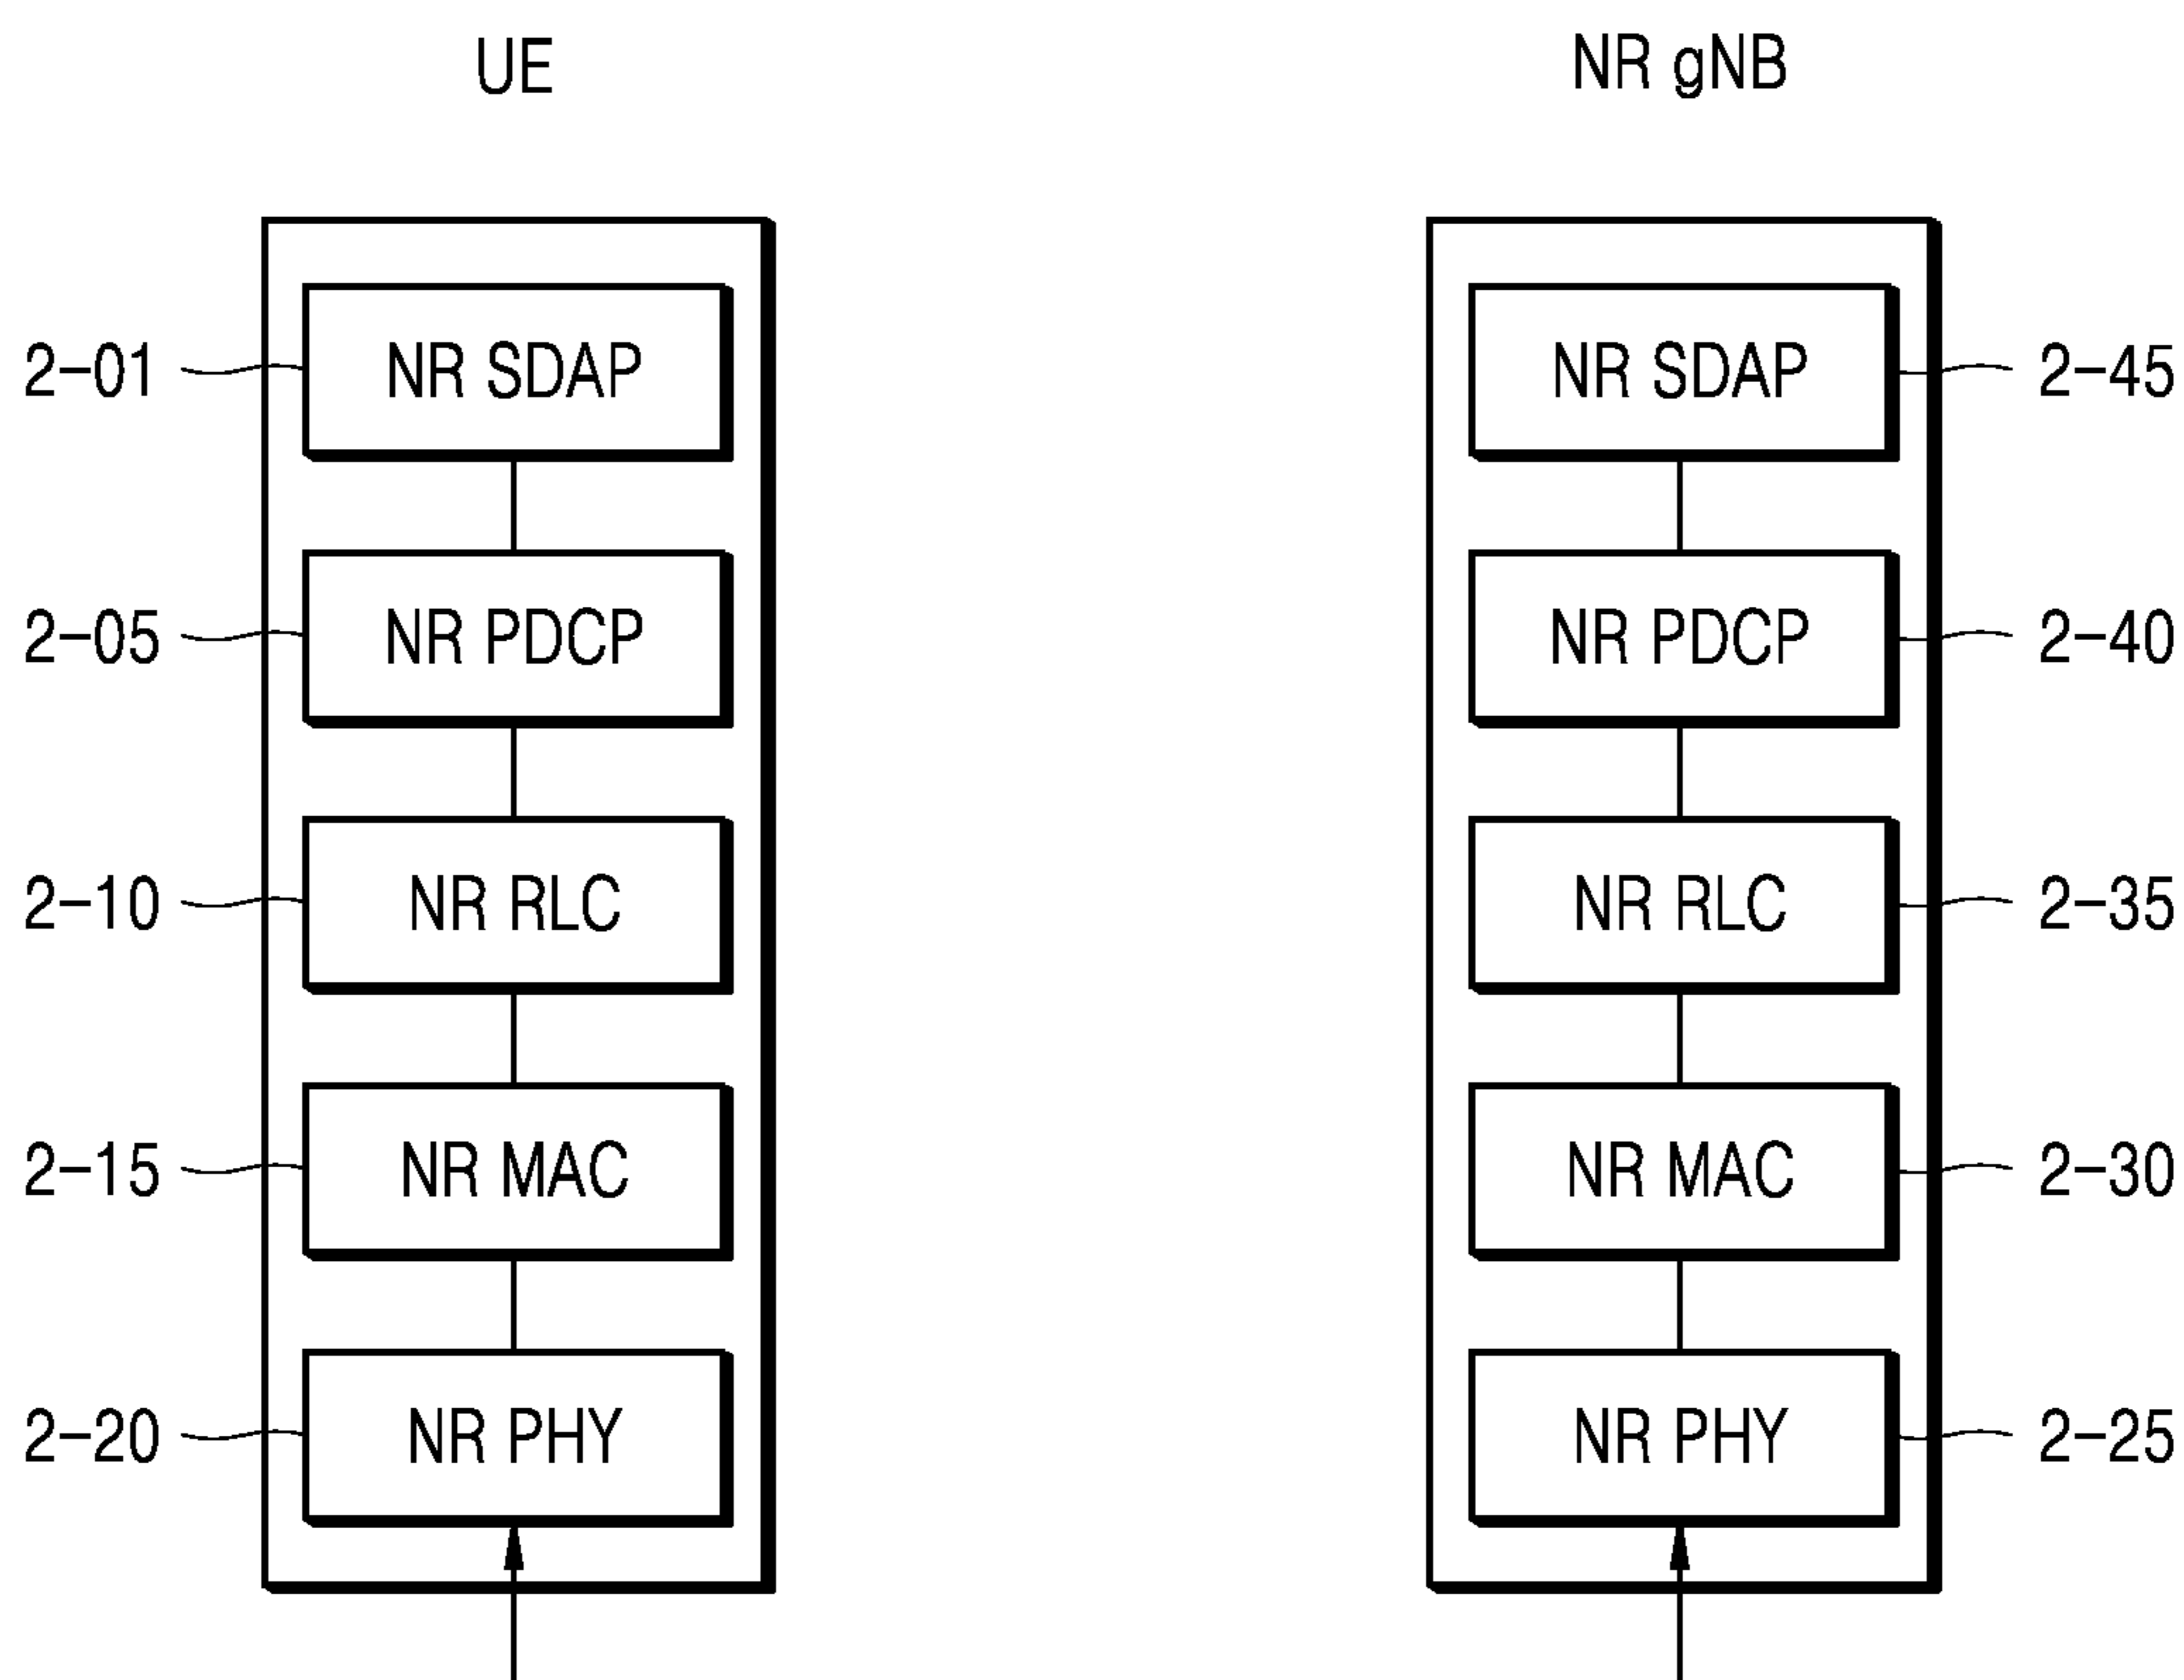 UE NR gNB
2-01 NR SDAP NR SDAP 2-45
2-05 NR PDCP NR PDCP 2-40
2-10 NR RLC NR RLC 2-35
2-15 NR MAC NR MAC 2-30
2-20 NR PHY NR PHY 2-25